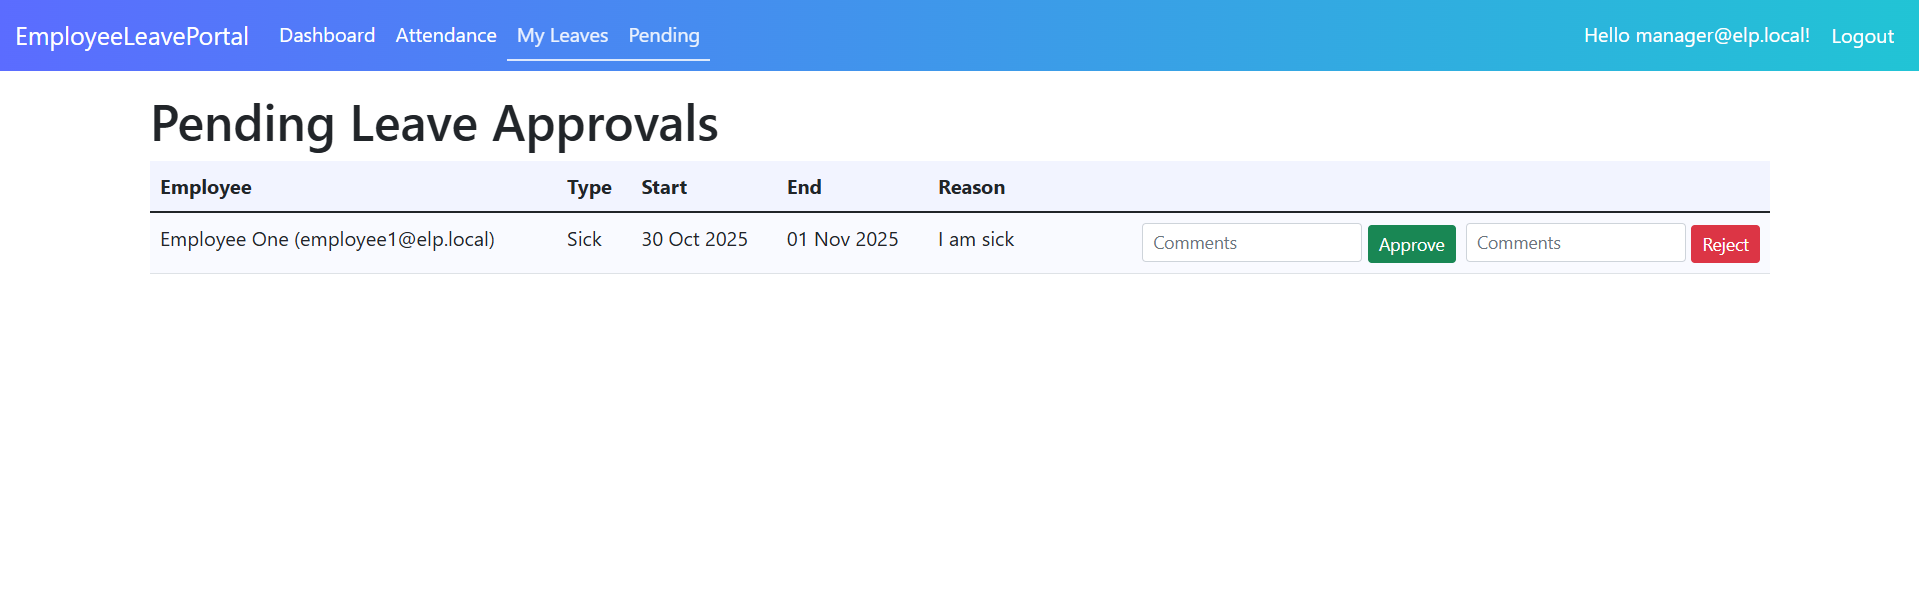 EmployeeLeavePortal Dashboard Attendance My Leaves Pending Hello manager@elp.local! Logout
Pending Leave Approvals
Employee Type Start End Reason
Employee One (employee1@elp.local) Sick 30 Oct 2025 01 Nov 2025 I am sick Comments Approve Comments Reject